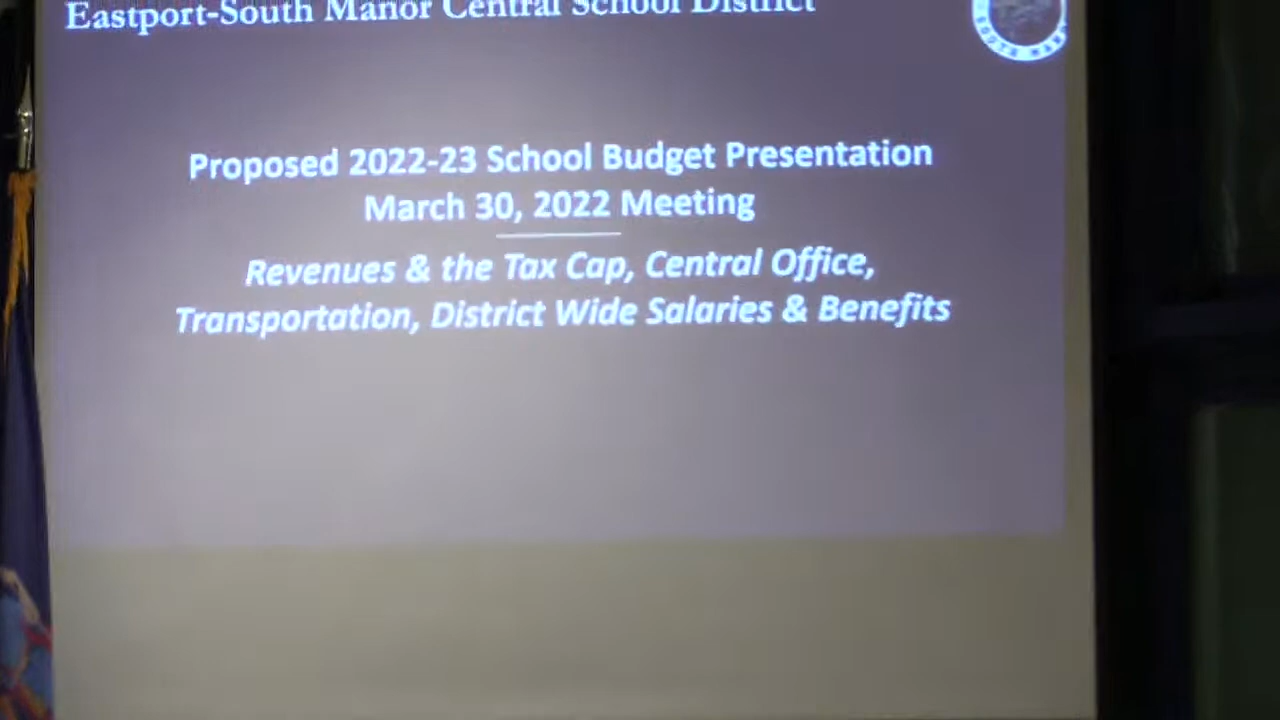 Eastport-South Manor Central School District
Proposed 2022-23 School Budget Presentation
March 30, 2022 Meeting
Revenues & the Tax Cap, Central Office,
Transportation, District Wide Salaries & Benefits